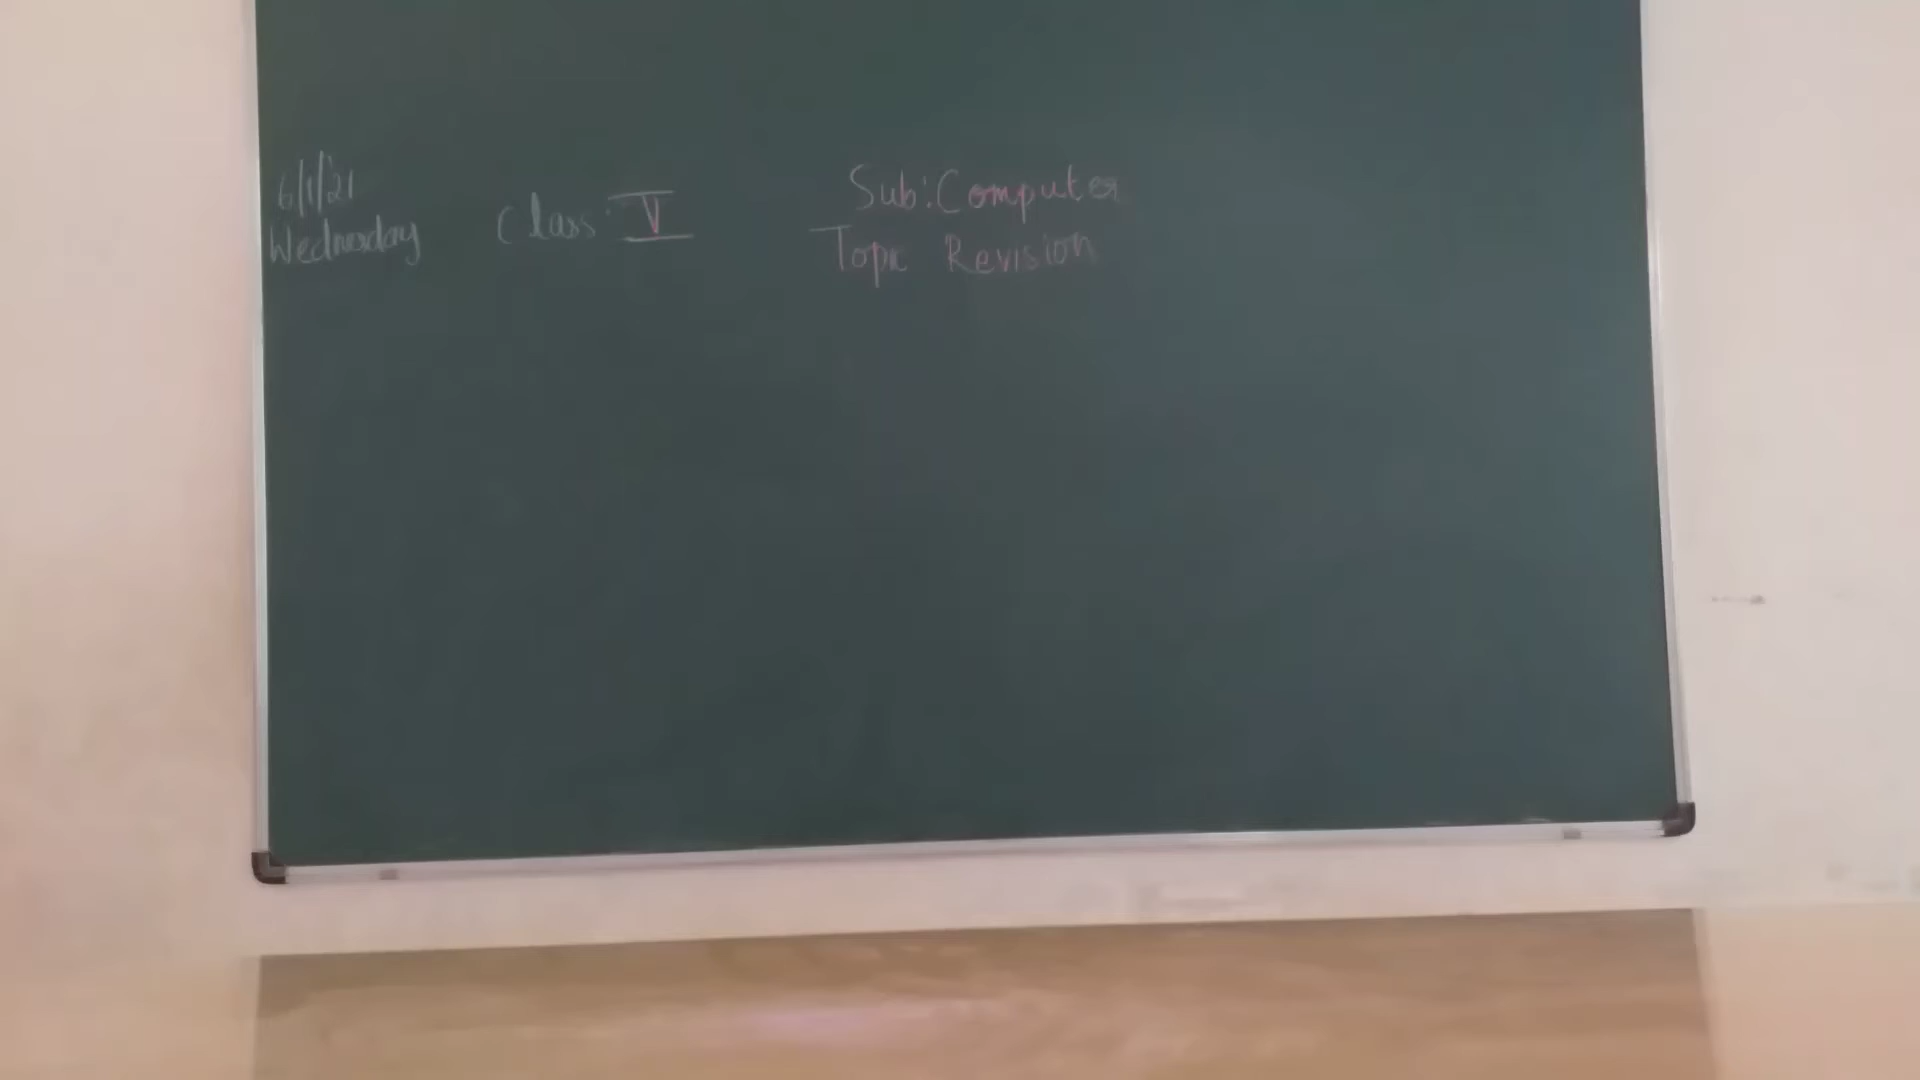 6/1/21
Wednesday
Class: V
Sub: Computer
Topic Revision